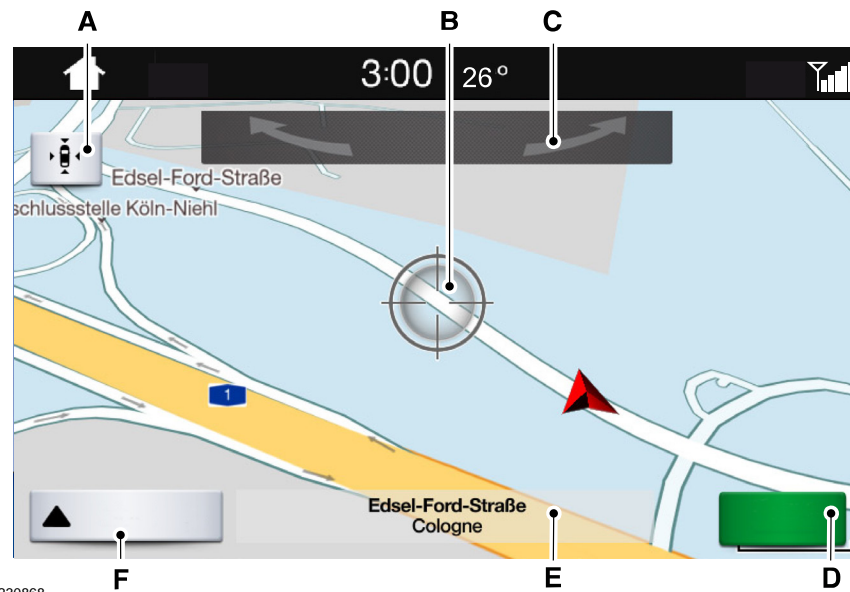 A B C
3:00 26°
Edsel-Ford-Straße
schlussstelle Köln-Niehl
1
Edsel-Ford-Straße
Cologne
F E D